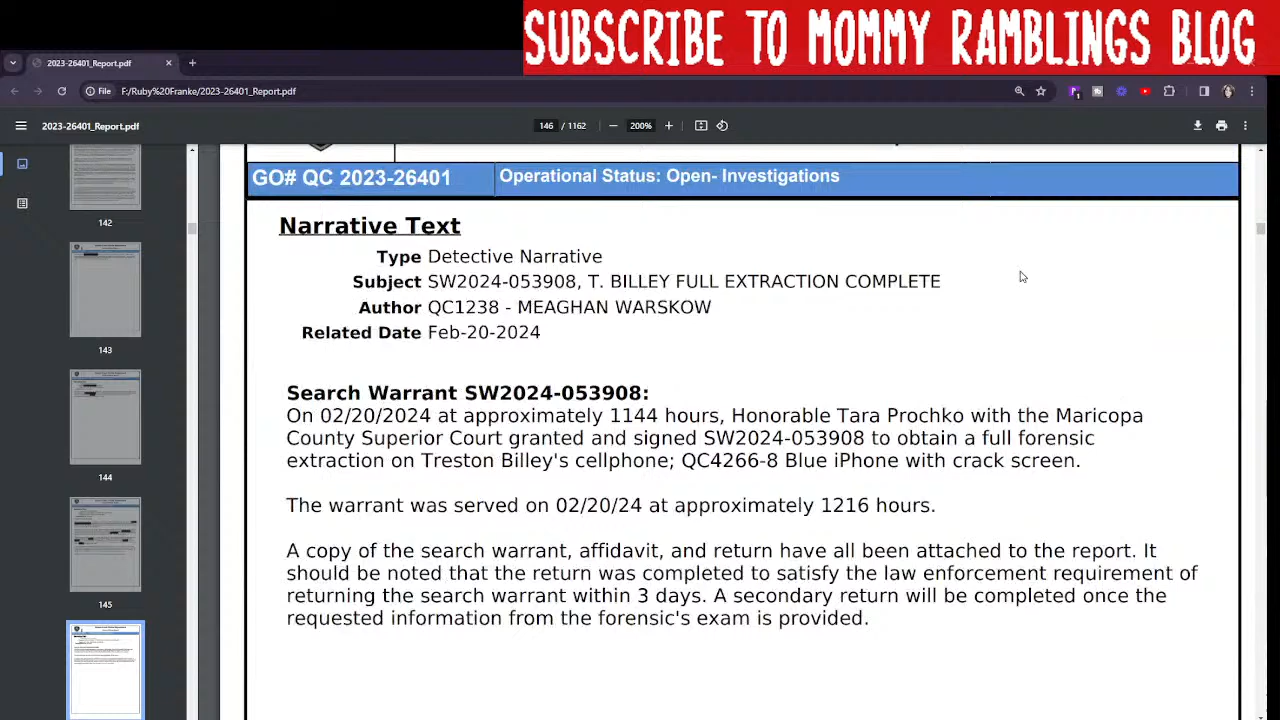 SUBSCRIBE TO MOMMY RAMBLINGS BLOG
2023-26401_Report.pdf
File F:/Ruby%20Franke/2023-26401_Report.pdf
2023-26401_Report.pdf 146 / 1162 200%
GO# QC 2023-26401 Operational Status: Open- Investigations
142
143
144
145
Narrative Text
Type Detective Narrative
Subject SW2024-053908, T. BILLEY FULL EXTRACTION COMPLETE
Author QC1238 - MEAGHAN WARSKOW
Related Date Feb-20-2024
Search Warrant SW2024-053908:
On 02/20/2024 at approximately 1144 hours, Honorable Tara Prochko with the Maricopa
County Superior Court granted and signed SW2024-053908 to obtain a full forensic
extraction on Treston Billey's cellphone; QC4266-8 Blue iPhone with crack screen.
The warrant was served on 02/20/24 at approximately 1216 hours.
A copy of the search warrant, affidavit, and return have all been attached to the report. It
should be noted that the return was completed to satisfy the law enforcement requirement of
returning the search warrant within 3 days. A secondary return will be completed once the
requested information from the forensic's exam is provided.